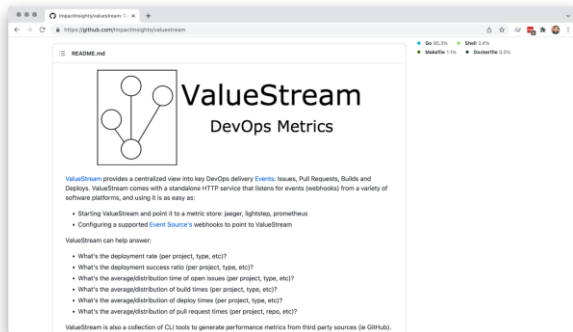 impactinsights/valuestream: D
https://github.com/impactinsights/valuestream
README.md
Go 95.3% Shell 3.4%
Makefile 1.1% Dockerfile 0.3%
ValueStream
DevOps Metrics
ValueStream provides a centralized view into key DevOps delivery Events: Issues, Pull Requests, Builds and
Deploys. ValueStream comes with a standalone HTTP service that listens for events (webhooks) from a variety of
software platforms, and using it is as easy as:
• Starting ValueStream and point it to a metric store: jaeger, lightstep, prometheus
• Configuring a supported Event Source's webhooks to point to ValueStream
ValueStream can help answer:
• What's the deployment rate (per project, type, etc)?
• What's the deployment success ratio (per project, type, etc)?
• What's the average/distribution time of open issues (per project, type, etc)?
• What's the average/distribution of build times (per project, type, etc)?
• What's the average/distribution of deploy times (per project, type, etc)?
• What's the average/distribution of pull request times (per project, repo, etc)?
ValueStream is also a collection of CLI tools to generate performance metrics from third party sources (ie GitHub).